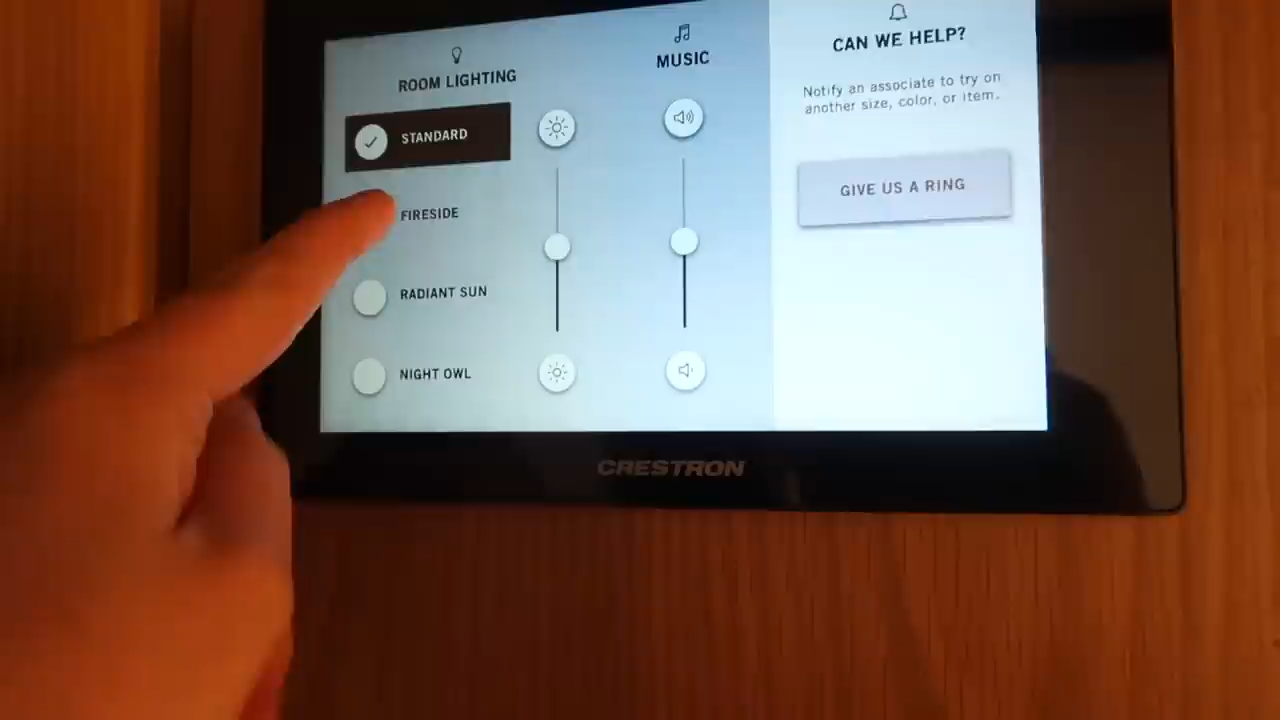 ROOM LIGHTING
STANDARD
FIRESIDE
RADIANT SUN
NIGHT OWL
MUSIC
CAN WE HELP?
Notify an associate to try on
another size, color, or item.
GIVE US A RING
CRESTRON